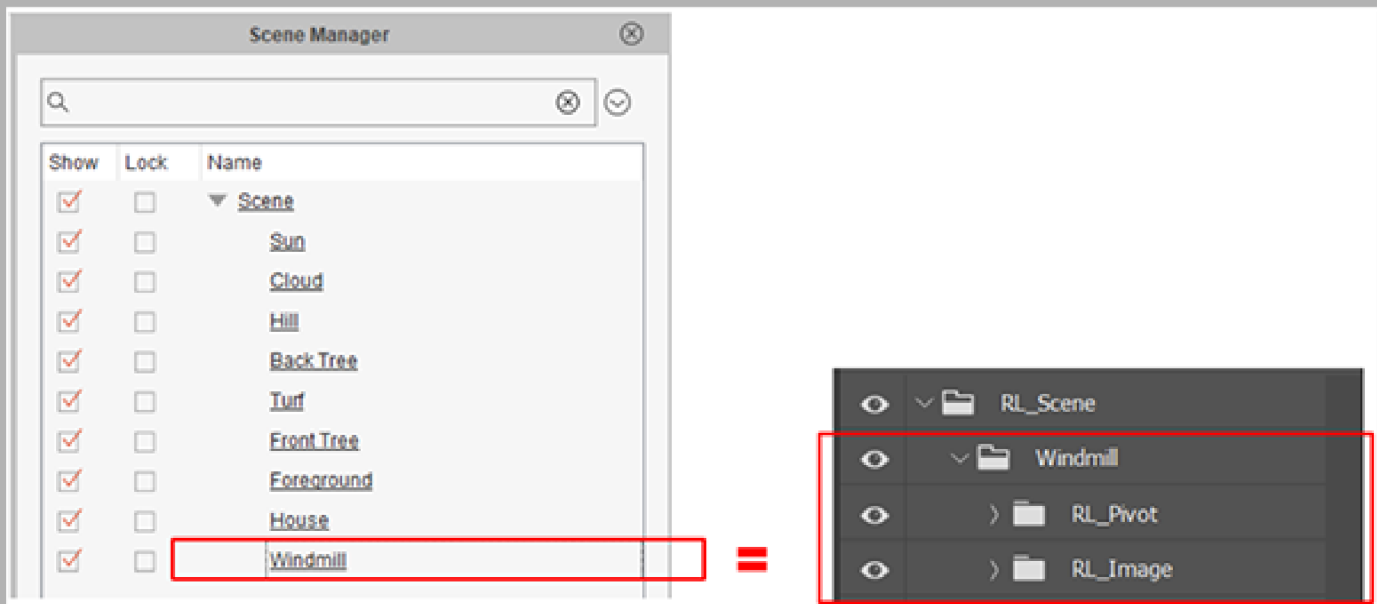 Scene Manager
Show Lock Name
Scene
Sun
Cloud
Hill
Back Tree
Turf
Front Tree
Foreground
House
Windmill
=
RL_Scene
Windmill
RL_Pivot
RL_Image